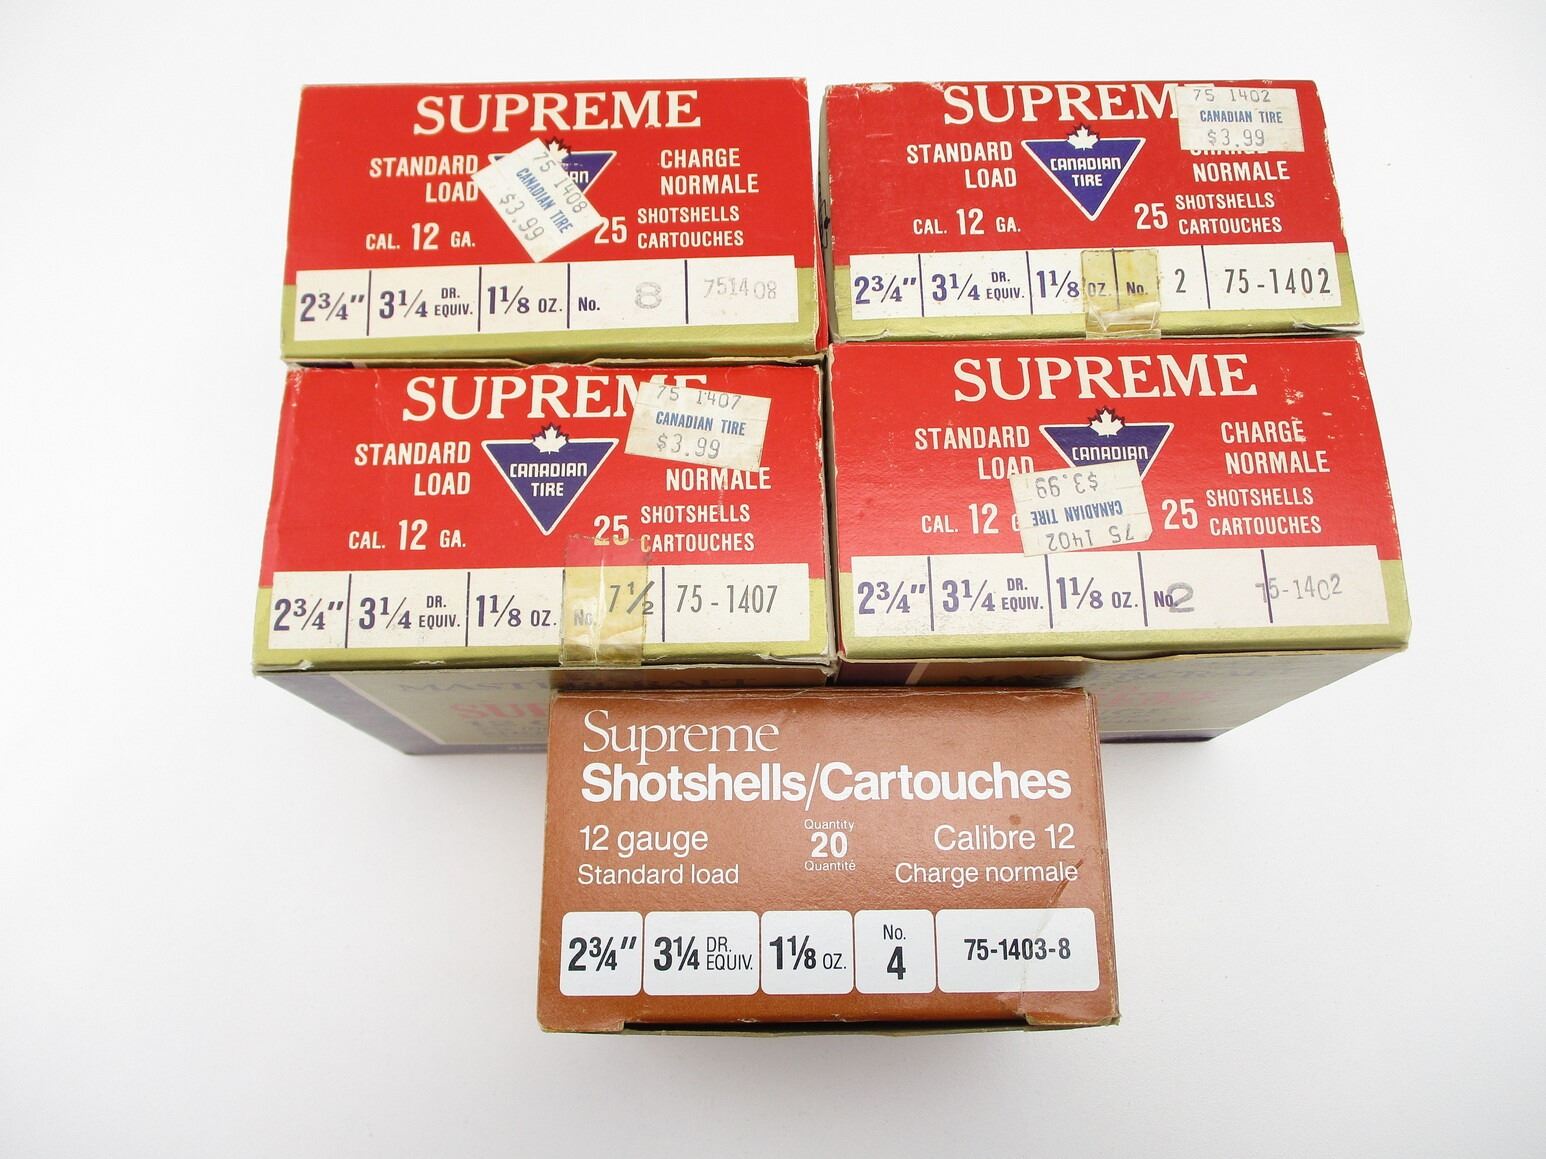 SUPREME
STANDARD LOAD
CHARGE NORMALE
CAL. 12 GA.
25 SHOTSHELLS CARTOUCHES
75 1408
CANADIAN TIRE
$3.99
2¾" 3¼ DR. EQUIV. 1⅛ OZ. No. 8 751408
SUPREM
75 1402
CANADIAN TIRE
$3.99
STANDARD LOAD
CANADIAN TIRE
NORMALE
CAL. 12 GA.
25 SHOTSHELLS CARTOUCHES
2¾" 3¼ DR. EQUIV. 1⅛ OZ. No. 2 75-1402
SUPREME
75 1407
CANADIAN TIRE
$3.99
STANDARD LOAD
CANADIAN TIRE
NORMALE
CAL. 12 GA.
25 SHOTSHELLS CARTOUCHES
2¾" 3¼ DR. EQUIV. 1⅛ OZ. No. 7½ 75-1407
SUPREME
STANDARD LOAD
CANADIAN
CHARGE NORMALE
CAL. 12
25 SHOTSHELLS CARTOUCHES
75 1402
CANADIAN TIRE
$3.99
2¾" 3¼ DR. EQUIV. 1⅛ OZ. No. 2 75-1402
Supreme
Shotshells/Cartouches
12 gauge
Standard load
Quantity
20
Quantité
Calibre 12
Charge normale
2¾" 3¼ DR. EQUIV. 1⅛ OZ. No. 4 75-1403-8